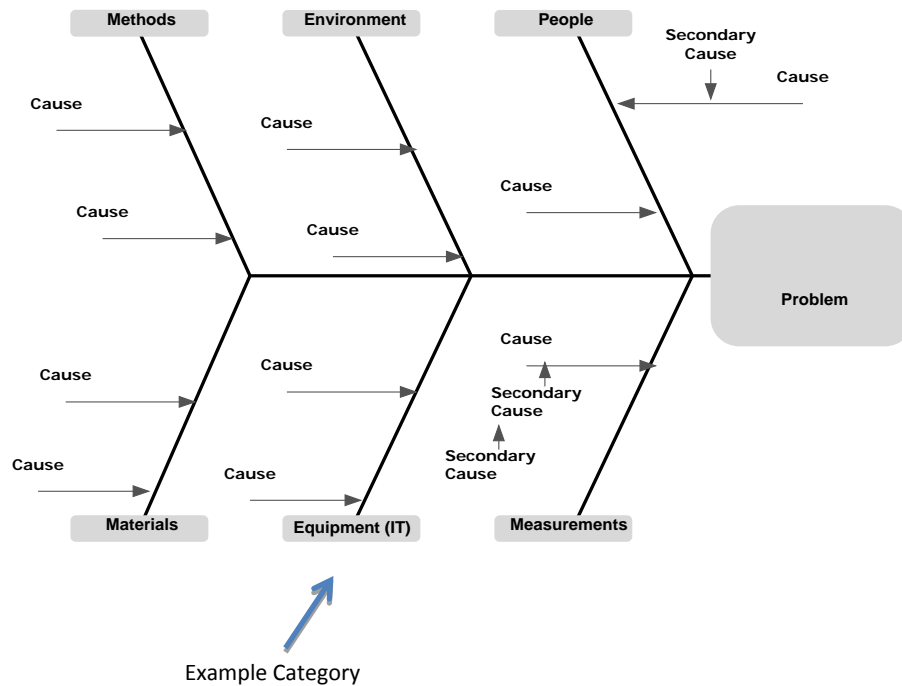 Methods
Environment
People
Secondary
Cause
Cause
Cause
Cause
Cause
Cause
Cause
Problem
Cause
Cause
Cause
Secondary
Cause
Secondary
Cause
Cause
Cause
Materials
Equipment (IT)
Measurements
Example Category